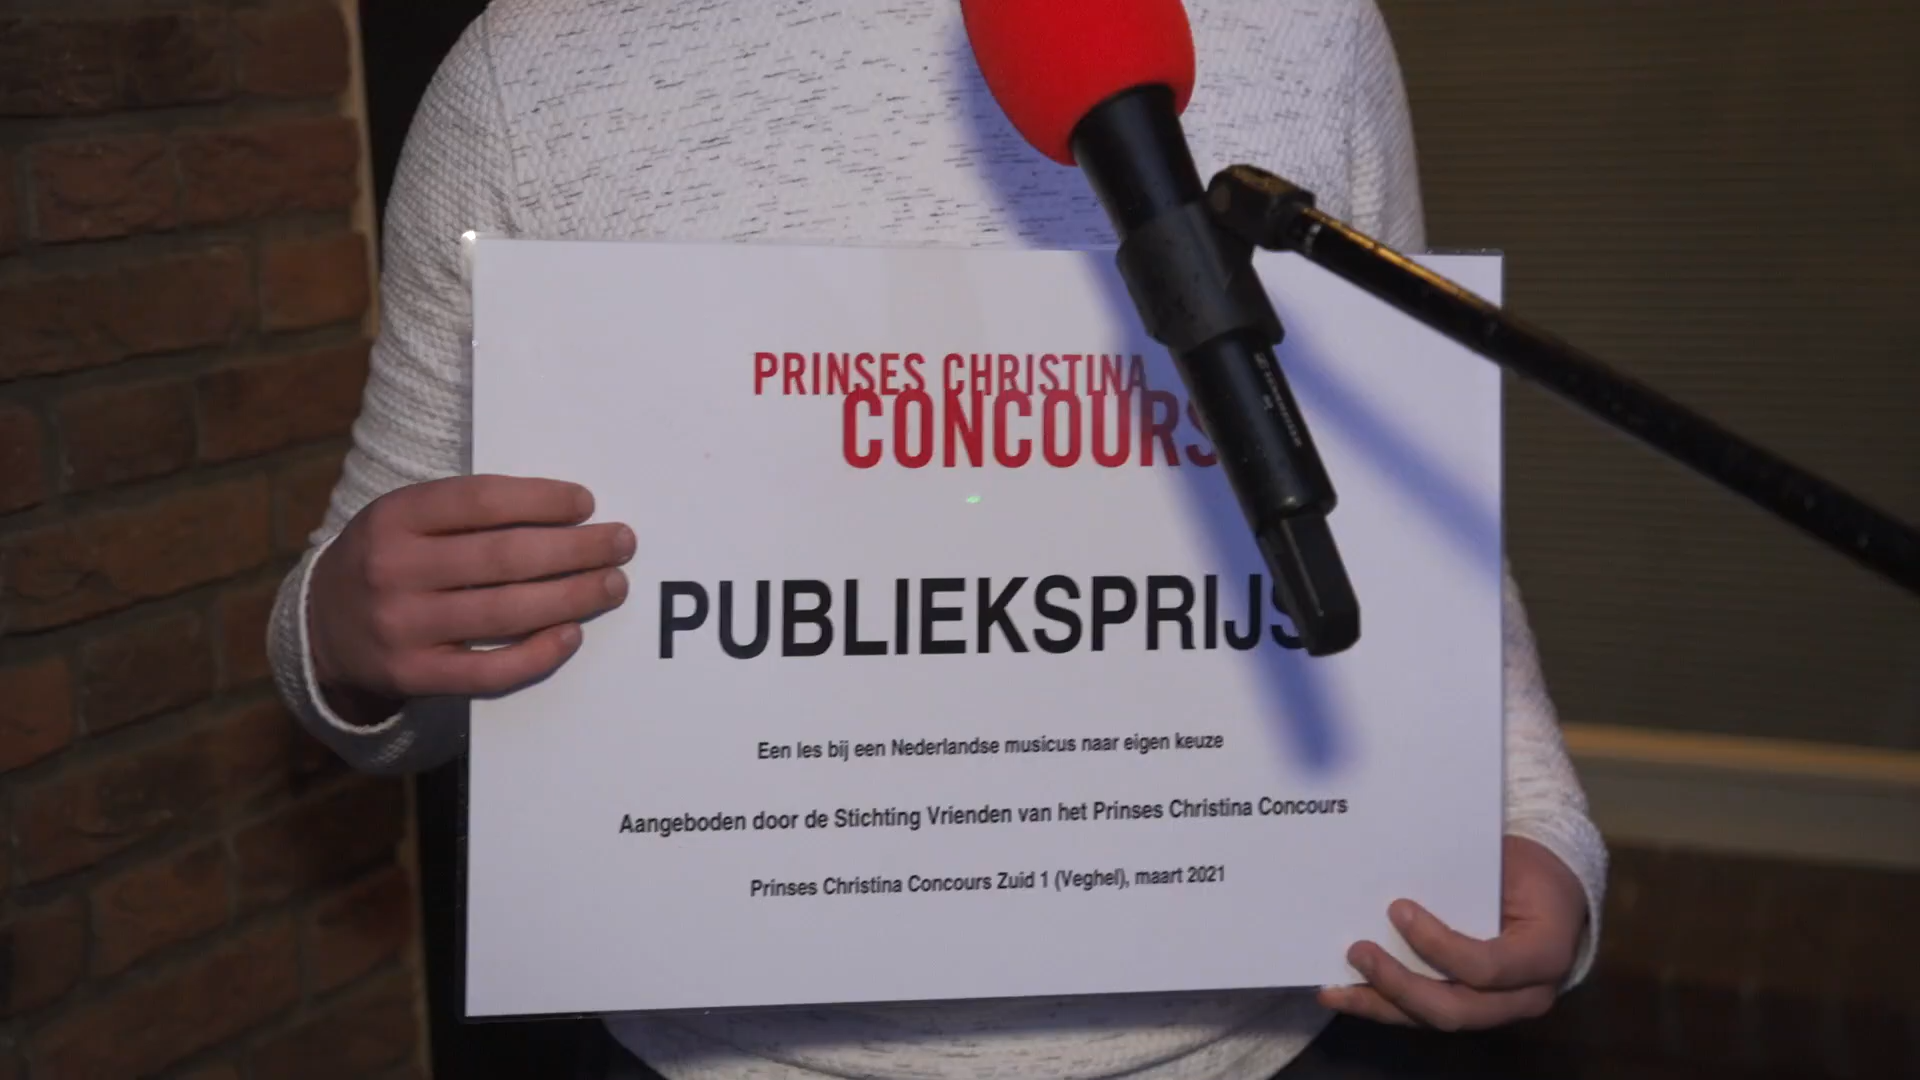 PRINSES CHRISTINA
CONCOURS
PUBLIEKSPRIJS
Een les bij een Nederlandse musicus naar eigen keuze
Aangeboden door de Stichting Vrienden van het Prinses Christina Concours
Prinses Christina Concours Zuid 1 (Veghel), maart 2021